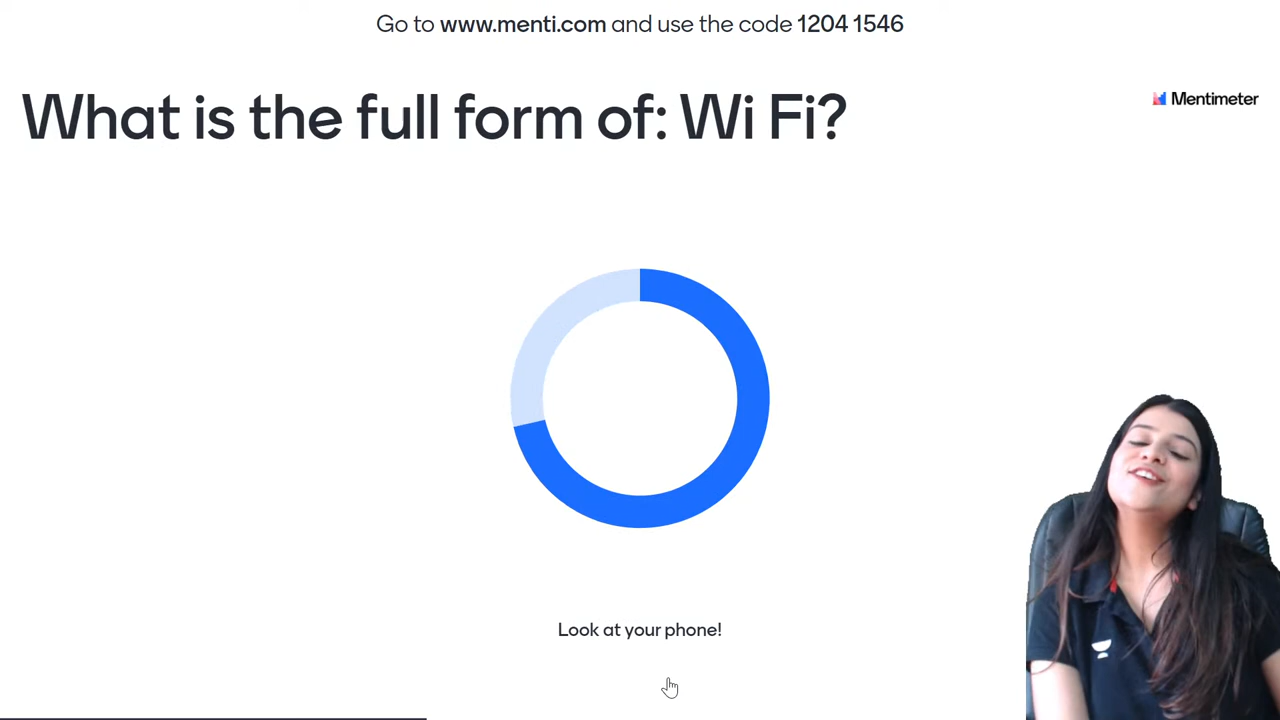 Go to www.menti.com and use the code 1204 1546
What is the full form of: Wi Fi?
Mentimeter
Look at your phone!